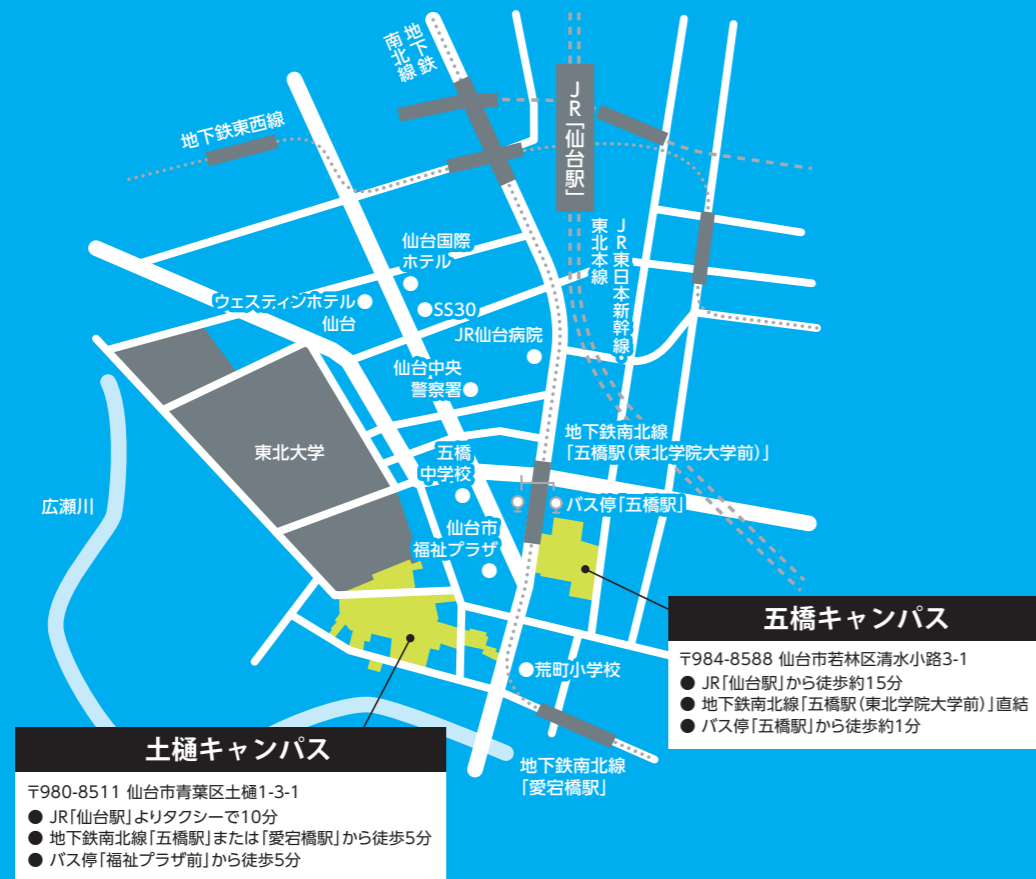 地下鉄
南北線
JR「仙台駅」
地下鉄東西線
JR東日本新幹線
東北本線
仙台国際
ホテル
ウェスティンホテル
仙台
SS30
JR仙台病院
仙台中央
警察署
地下鉄南北線
「五橋駅（東北学院大学前）」
東北大学
五橋
中学校
バス停「五橋駅」
広瀬川
仙台市
福祉プラザ
荒町小学校
地下鉄南北線
「愛宕橋駅」
五橋キャンパス
〒984-8588 仙台市若林区清水小路3-1
● JR「仙台駅」から徒歩約15分
● 地下鉄南北線「五橋駅（東北学院大学前）」直結
● バス停「五橋駅」から徒歩約1分
土樋キャンパス
〒980-8511 仙台市青葉区土樋1-3-1
● JR「仙台駅」よりタクシーで10分
● 地下鉄南北線「五橋駅」または「愛宕橋駅」から徒歩5分
● バス停「福祉プラザ前」から徒歩5分